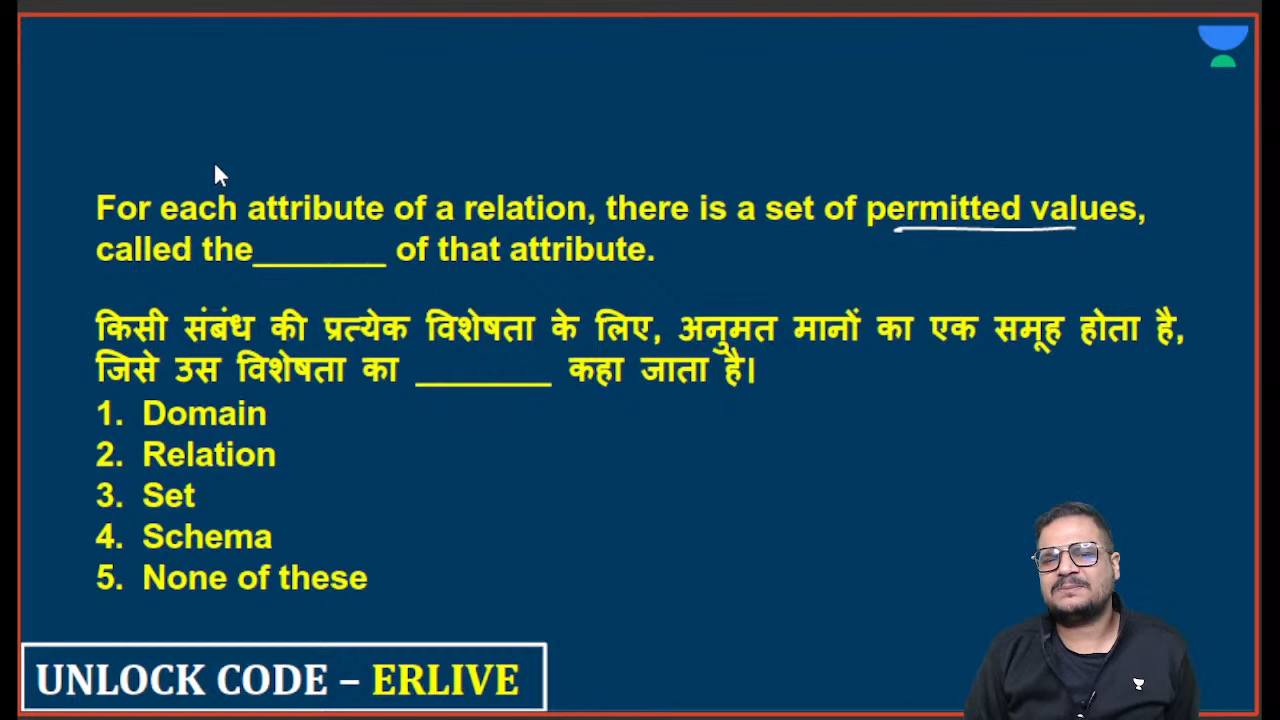 For each attribute of a relation, there is a set of permitted values,
called the_______ of that attribute.
किसी संबंध की प्रत्येक विशेषता के लिए, अनुमत मानों का एक समूह होता है,
जिसे उस विशेषता का _______ कहा जाता है।
1. Domain
2. Relation
3. Set
4. Schema
5. None of these
UNLOCK CODE – ERLIVE